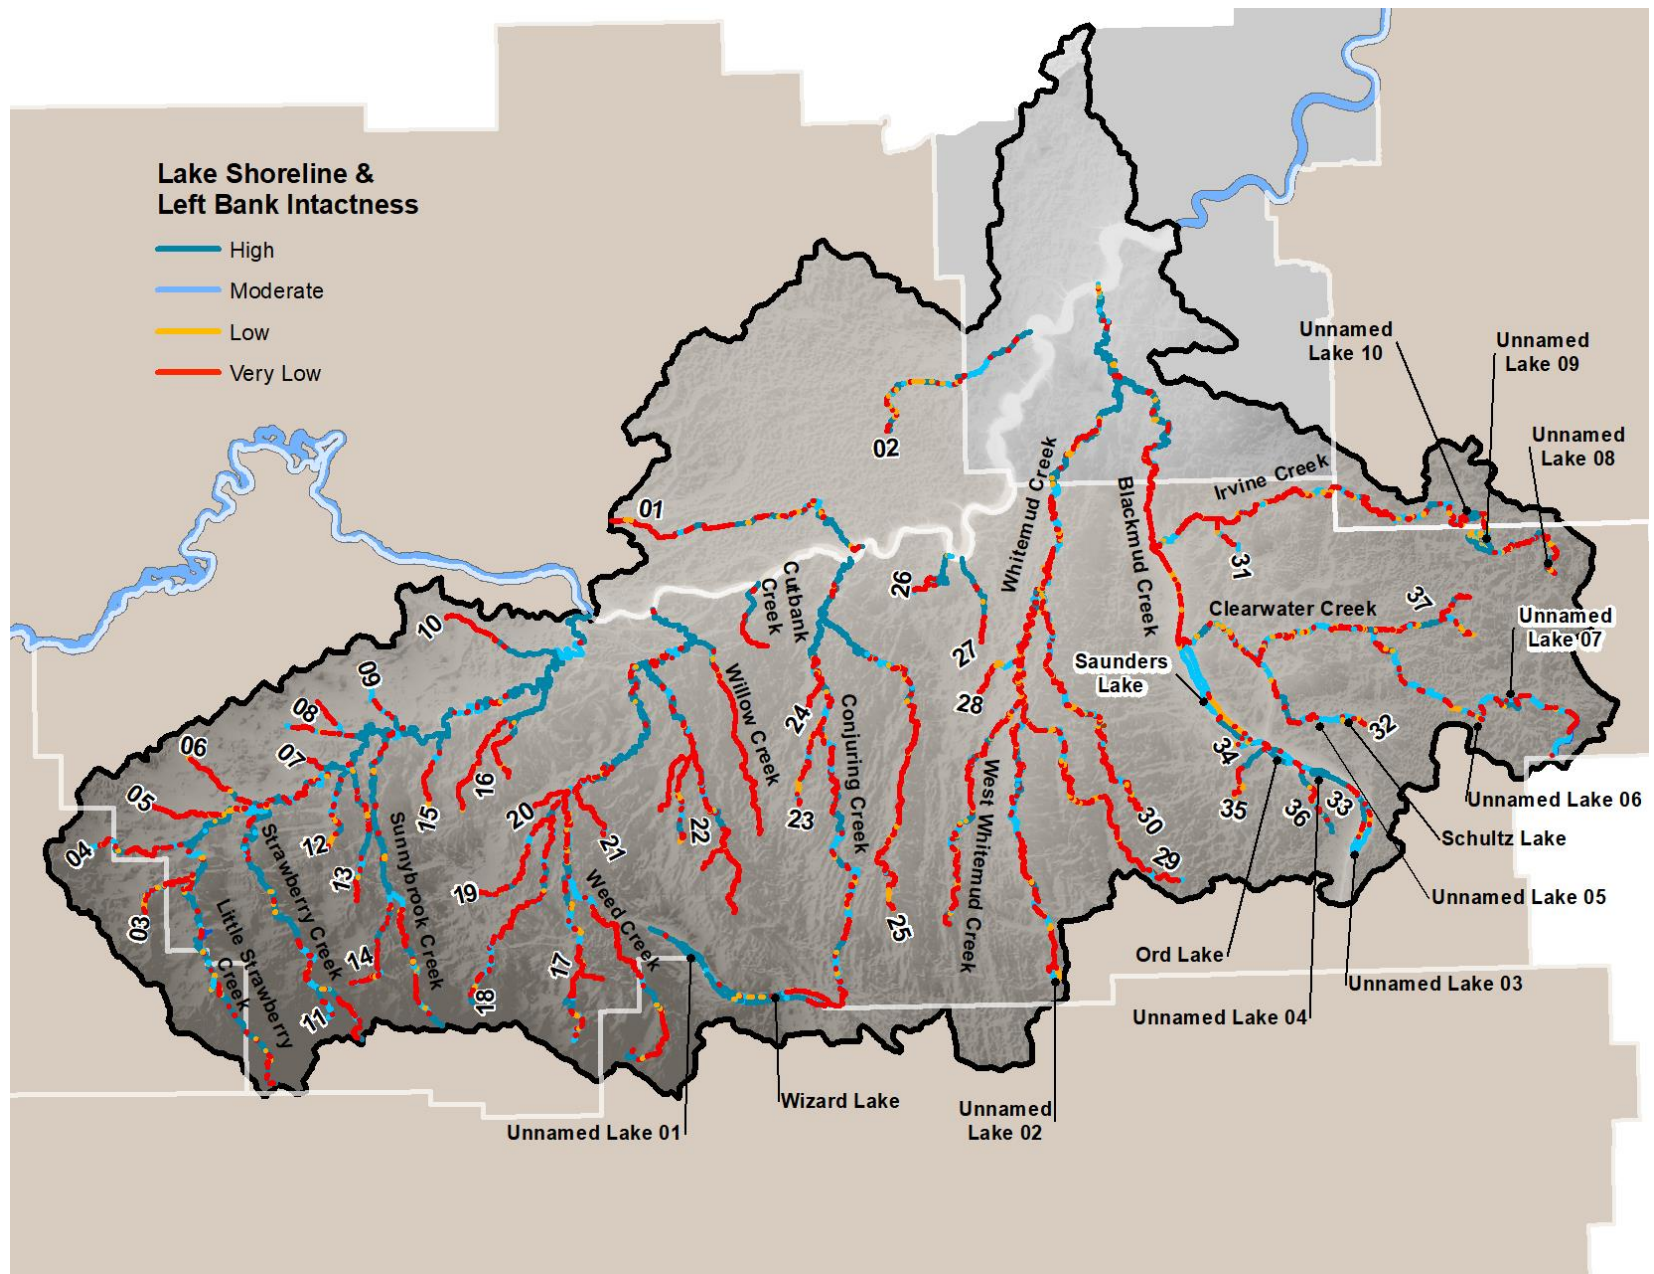 Lake Shoreline &
Left Bank Intactness
High
Moderate
Low
Very Low
Unnamed
Lake 10
Unnamed
Lake 09
Unnamed
Lake 08
02
01
Whitemud Creek
Blackmud Creek
Irvine Creek
31
26
27
28
Cutbank
Creek
Clearwater Creek
37
Unnamed
Lake 07
Saunders
Lake
10
09
08
07
06
05
04
03
Willow Creek
24
23
Conjuring Creek
25
West Whitemud Creek
30
29
34
35
36
33
32
Unnamed Lake 06
Schultz Lake
Unnamed Lake 05
Ord Lake
Unnamed Lake 03
Unnamed Lake 04
16
15
12
13
14
11
Strawberry Creek
Sunnybrook Creek
Little Strawberry
Creek
20
19
18
17
21
22
Weed Creek
Wizard Lake
Unnamed Lake 01
Unnamed
Lake 02